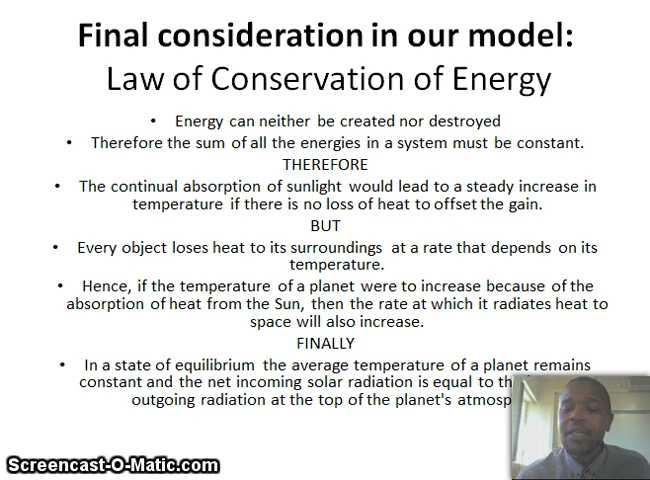 Final consideration in our model:
Law of Conservation of Energy
• Energy can neither be created nor destroyed
• Therefore the sum of all the energies in a system must be constant.
THEREFORE
• The continual absorption of sunlight would lead to a steady increase in
temperature if there is no loss of heat to offset the gain.
BUT
• Every object loses heat to its surroundings at a rate that depends on its
temperature.
• Hence, if the temperature of a planet were to increase because of the
absorption of heat from the Sun, then the rate at which it radiates heat to
space will also increase.
FINALLY
• In a state of equilibrium the average temperature of a planet remains
constant and the net incoming solar radiation is equal to
outgoing radiation at the top of the planet's
Screencast-O-Matic.com